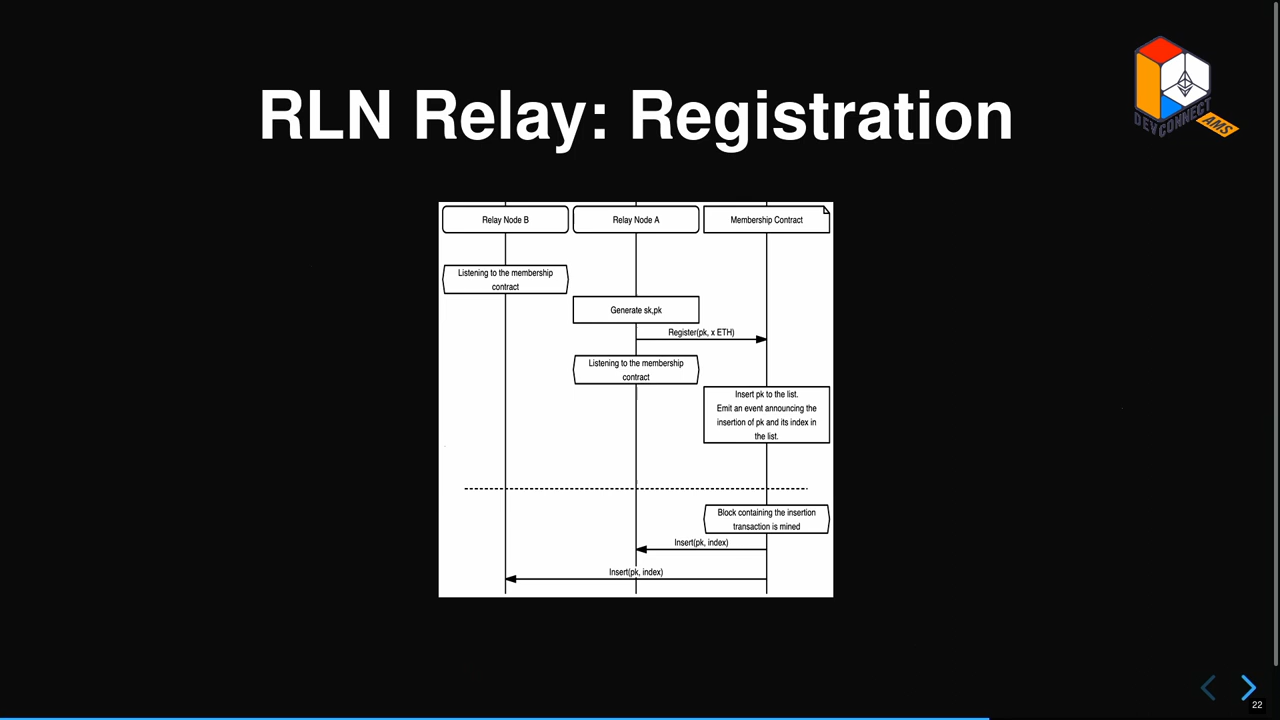 RLN Relay: Registration
DEVCONNECT
AMS
Relay Node B
Relay Node A
Membership Contract
Listening to the membership
contract
Generate sk,pk
Register(pk, x ETH)
Listening to the membership
contract
Insert pk to the list.
Emit an event announcing the
insertion of pk and its index in
the list.
Block containing the insertion
transaction is mined
Insert(pk, index)
Insert(pk, index)
22